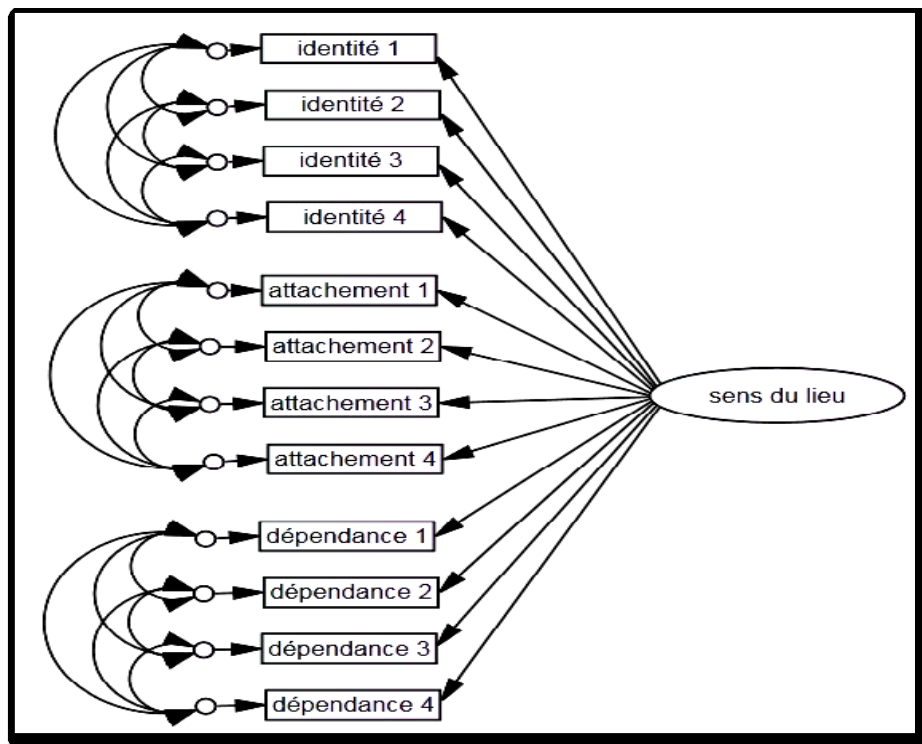 identité 1
identité 2
identité 3
identité 4
attachement 1
attachement 2
attachement 3
attachement 4
dépendance 1
dépendance 2
dépendance 3
dépendance 4
sens du lieu